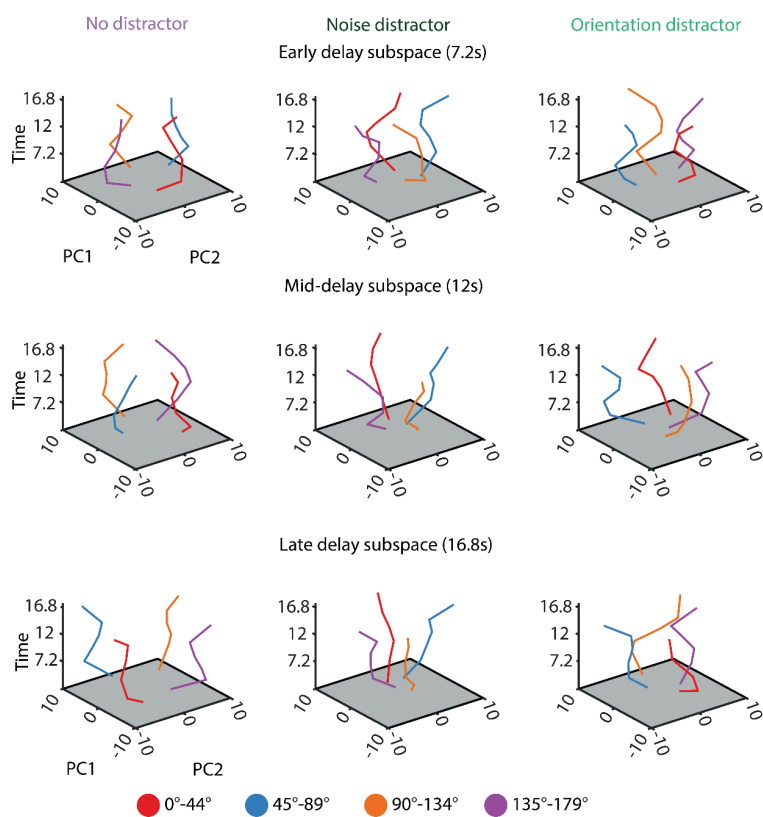 No distractor Noise distractor Orientation distractor
Early delay subspace (7.2s)
16.8 16.8 16.8
12 12 12
7.2 7.2 7.2
Time
10 0 -10 -10 0 10 10 0 -10 -10 0 10 10 0 -10 -10 0 10
PC1 PC2
Mid-delay subspace (12s)
16.8 16.8 16.8
12 12 12
7.2 7.2 7.2
Time
10 0 -10 -10 0 10 10 0 -10 -10 0 10 10 0 -10 -10 0 10
Late delay subspace (16.8s)
16.8 16.8 16.8
12 12 12
7.2 7.2 7.2
Time
10 0 -10 -10 0 10 10 0 -10 -10 0 10 10 0 -10 -10 0 10
PC1 PC2
0°-44° 45°-89° 90°-134° 135°-179°